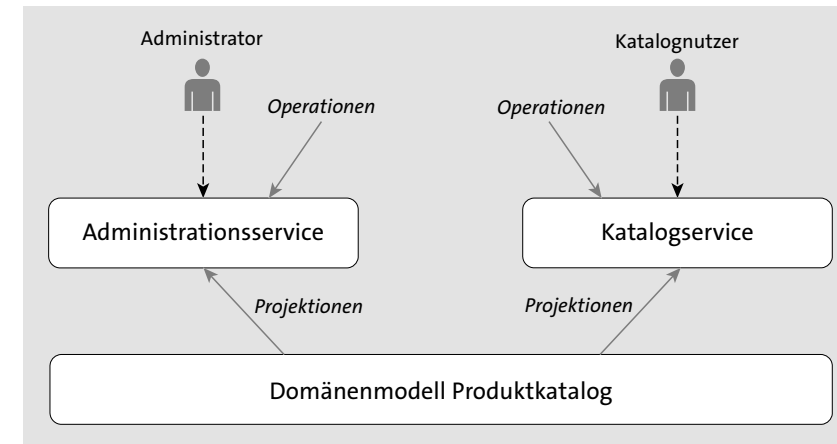 Administrator
Katalognutzer
Operationen
Operationen
Administrationsservice
Katalogservice
Projektionen
Projektionen
Domänenmodell Produktkatalog